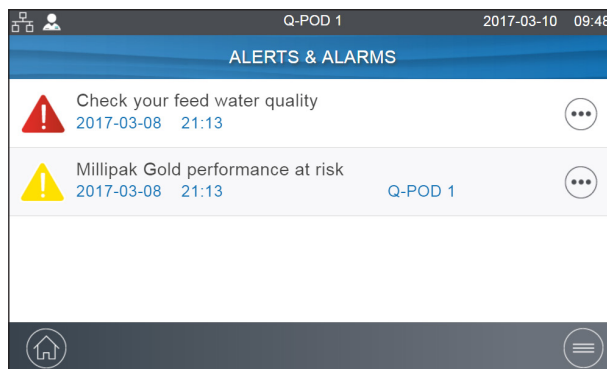 Q-POD 1 2017-03-10 09:48
ALERTS & ALARMS
Check your feed water quality
2017-03-08 21:13
Millipak Gold performance at risk
2017-03-08 21:13 Q-POD 1